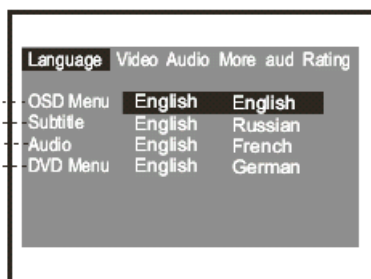 Language Video Audio More aud Rating
OSD Menu English English
Subtitle English Russian
Audio English French
DVD Menu English German